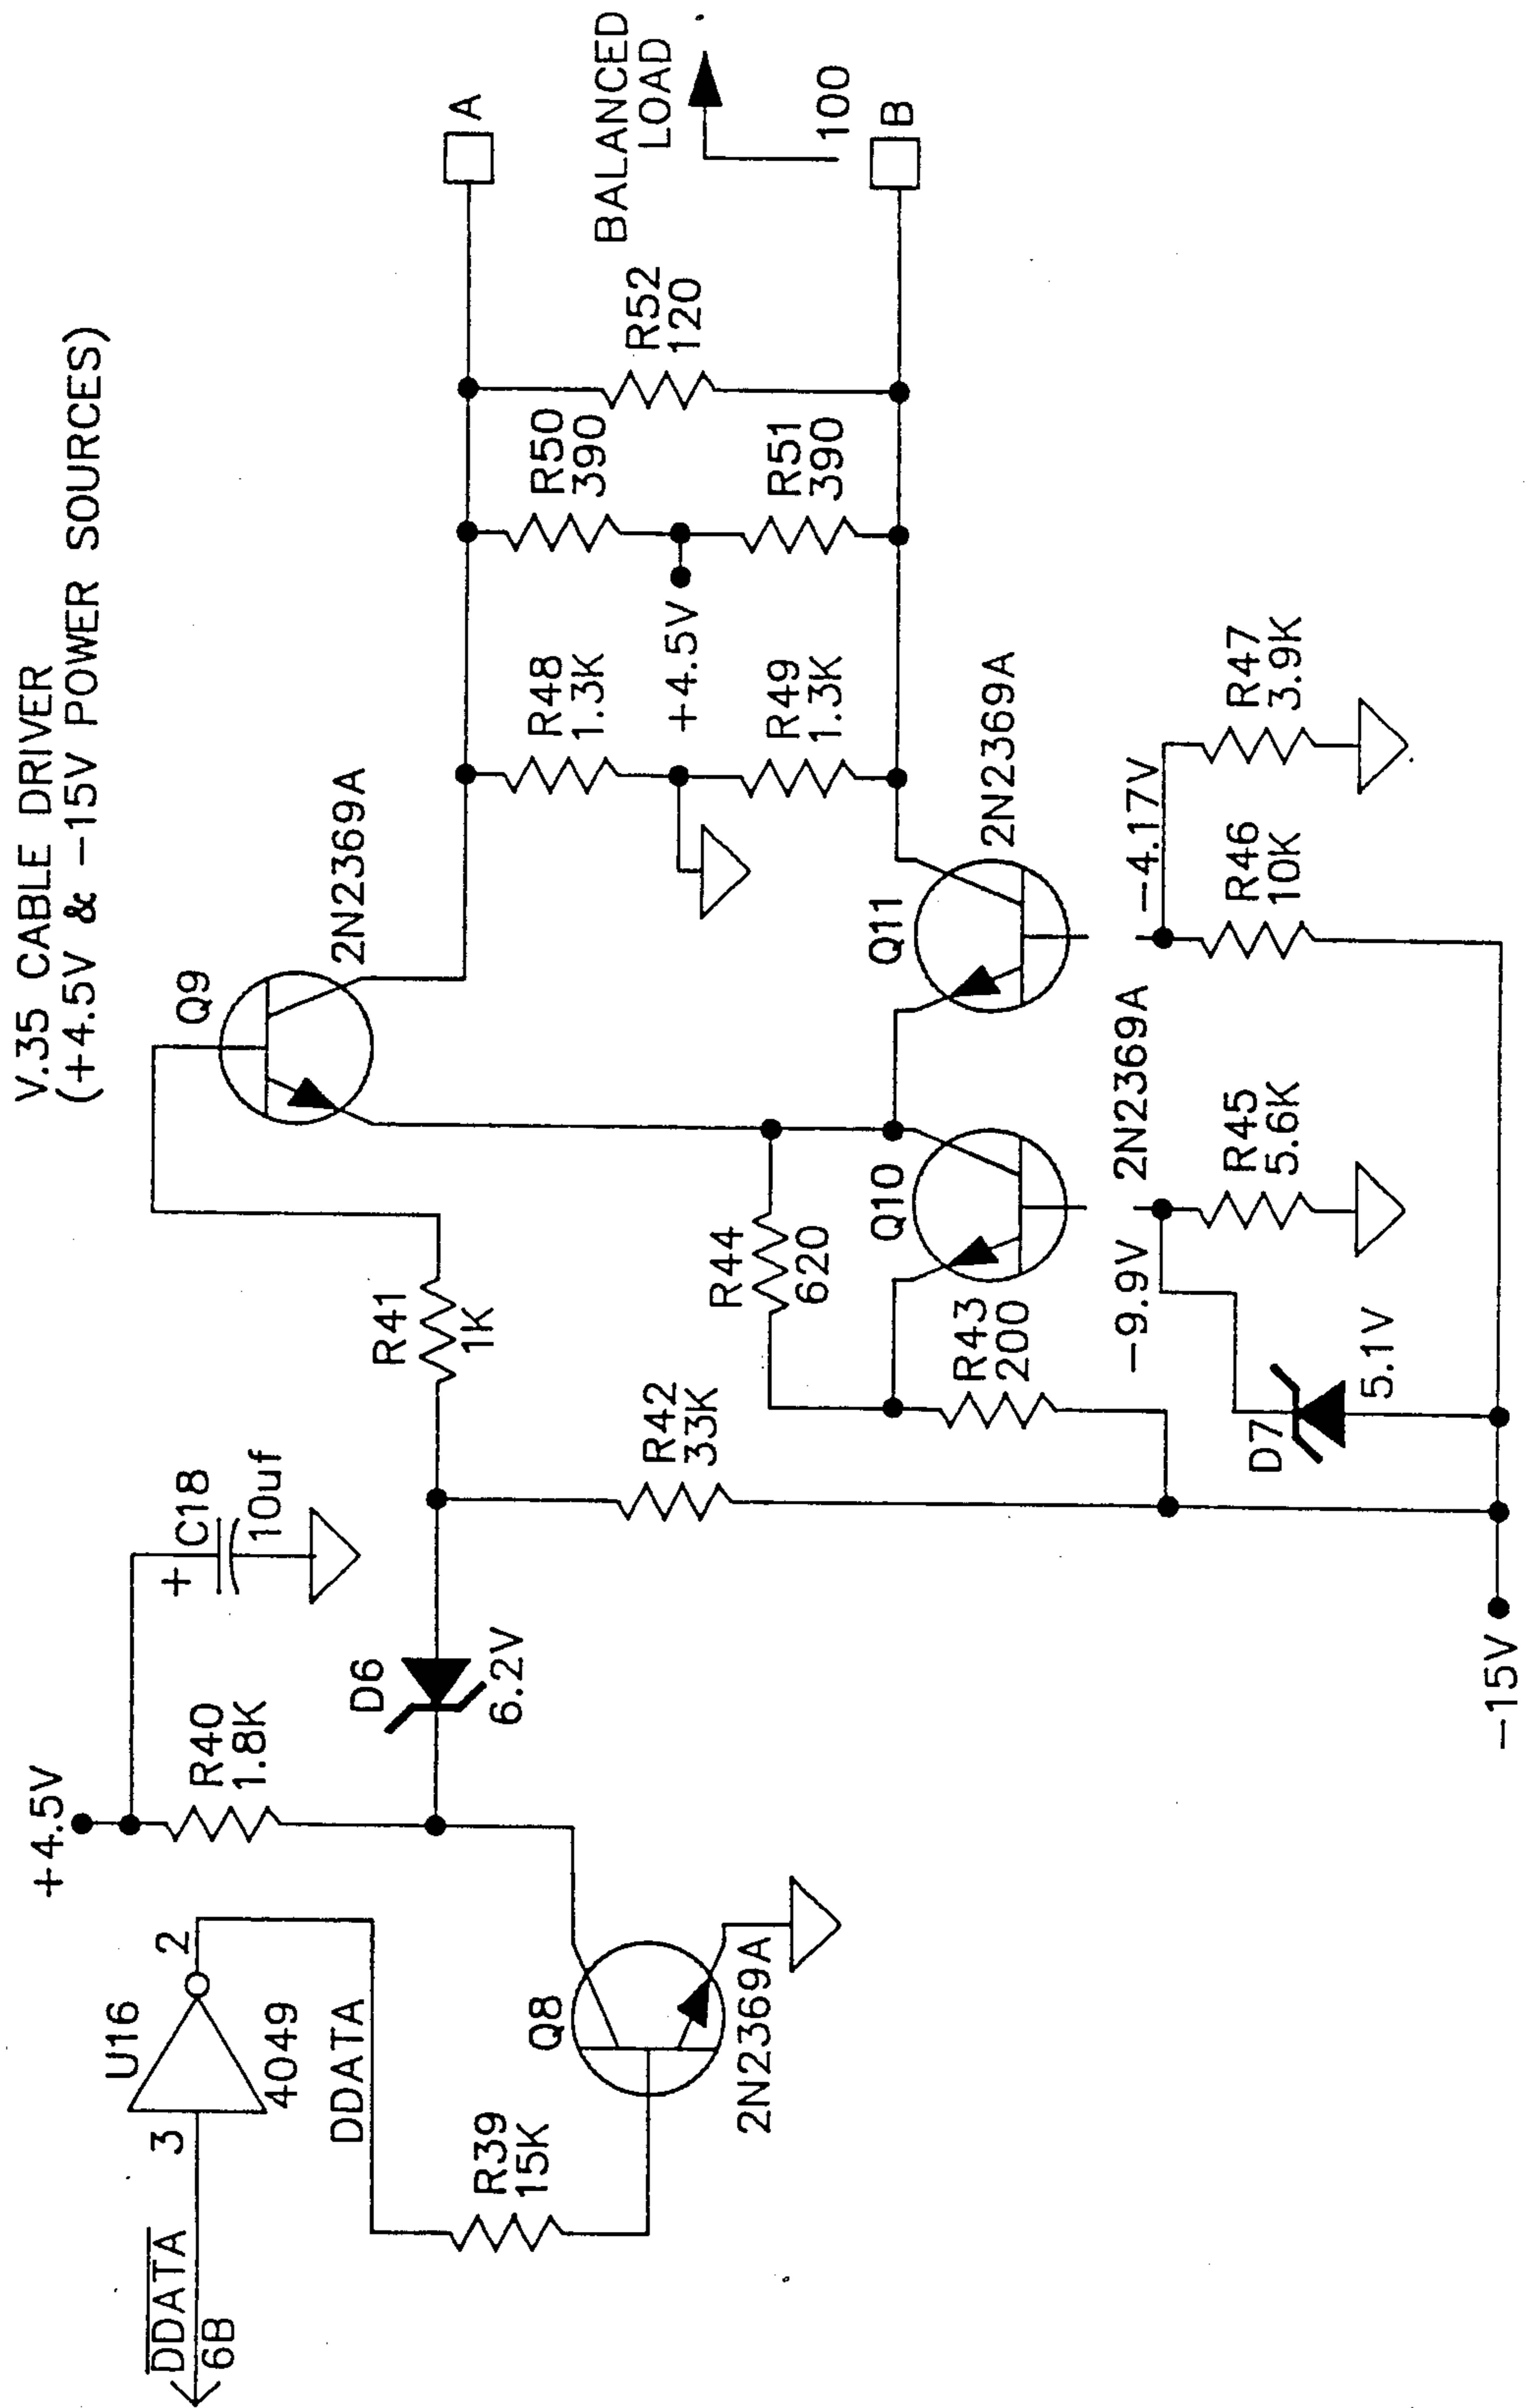 V.35 CABLE DRIVER
(+4.5V & -15V POWER SOURCES)
DDATA
6B
3
U16
4049
2
DDATA
R39
15K
Q8
2N2369A
+4.5V
R40
1.8K
+
C18
10uf
D6
6.2V
R41
1K
R42
33K
R43
200
R44
620
Q9
2N2369A
Q10
2N2369A
Q11
2N2369A
-9.9V
D7
5.1V
R45
5.6K
-4.17V
R46
10K
R47
3.9K
-15V
R48
1.3K
R49
1.3K
+4.5V
R50
390
R51
390
R52
120
A
BALANCED
LOAD
100
B